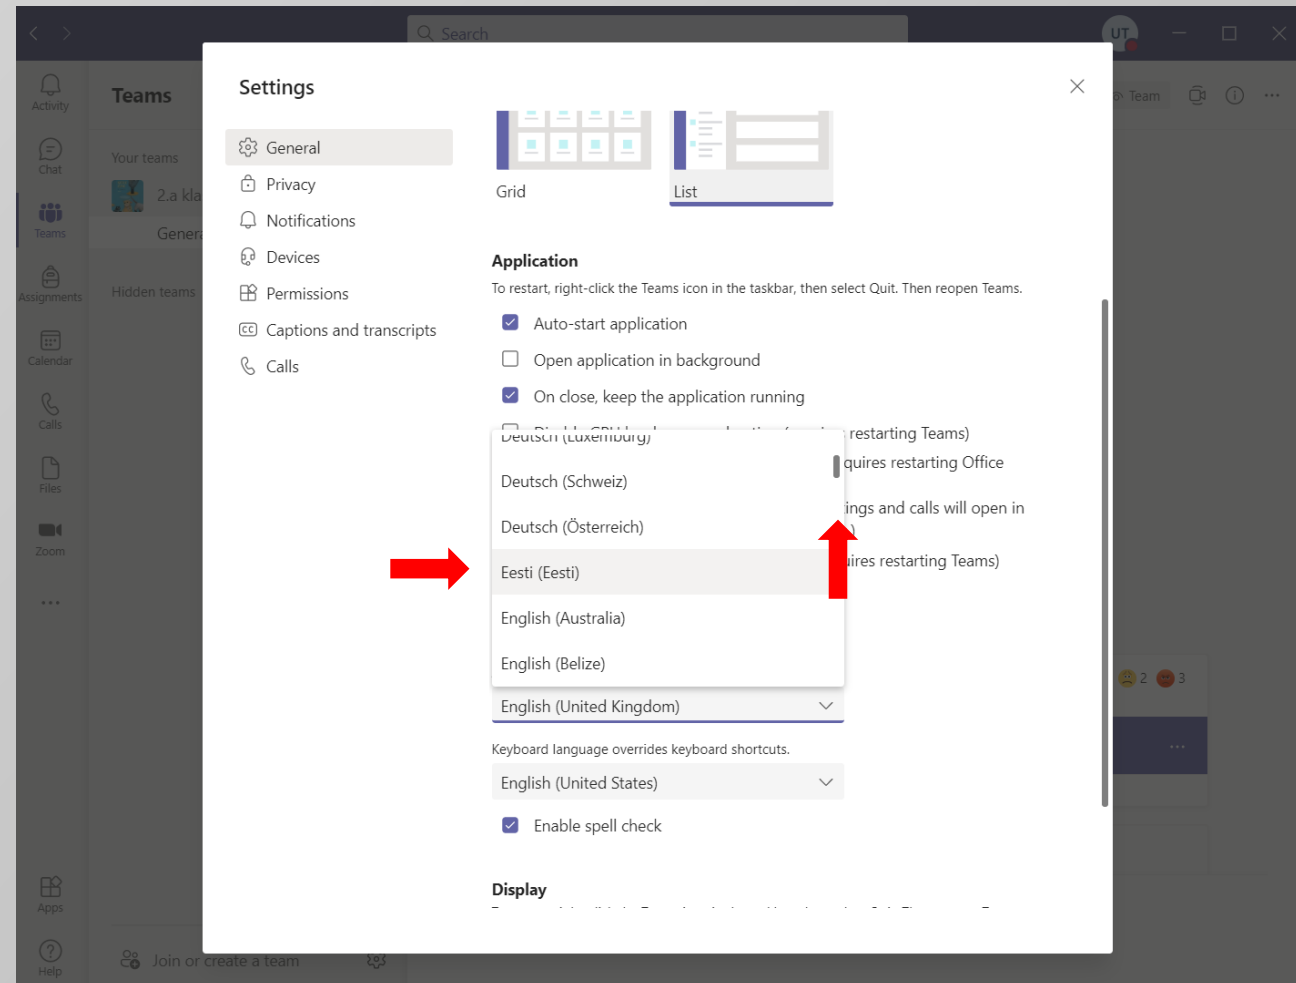 Search
UT
Activity
Chat
Teams
Assignments
Calendar
Calls
Files
Zoom
Apps
Help
Teams
Your teams
2.a kla
Genera
Hidden teams
Join or create a team
Team
2
3
Settings
General
Privacy
Notifications
Devices
Permissions
CC Captions and transcripts
Calls
Grid
List
Application
To restart, right-click the Teams icon in the taskbar, then select Quit. Then reopen Teams.
Auto-start application
Open application in background
On close, keep the application running
restarting Teams)
quires restarting Office
ings and calls will open in
)
uires restarting Teams)
Deutsch (Luxemburg)
Deutsch (Schweiz)
Deutsch (Österreich)
Eesti (Eesti)
English (Australia)
English (Belize)
English (United Kingdom)
Keyboard language overrides keyboard shortcuts.
English (United States)
Enable spell check
Display